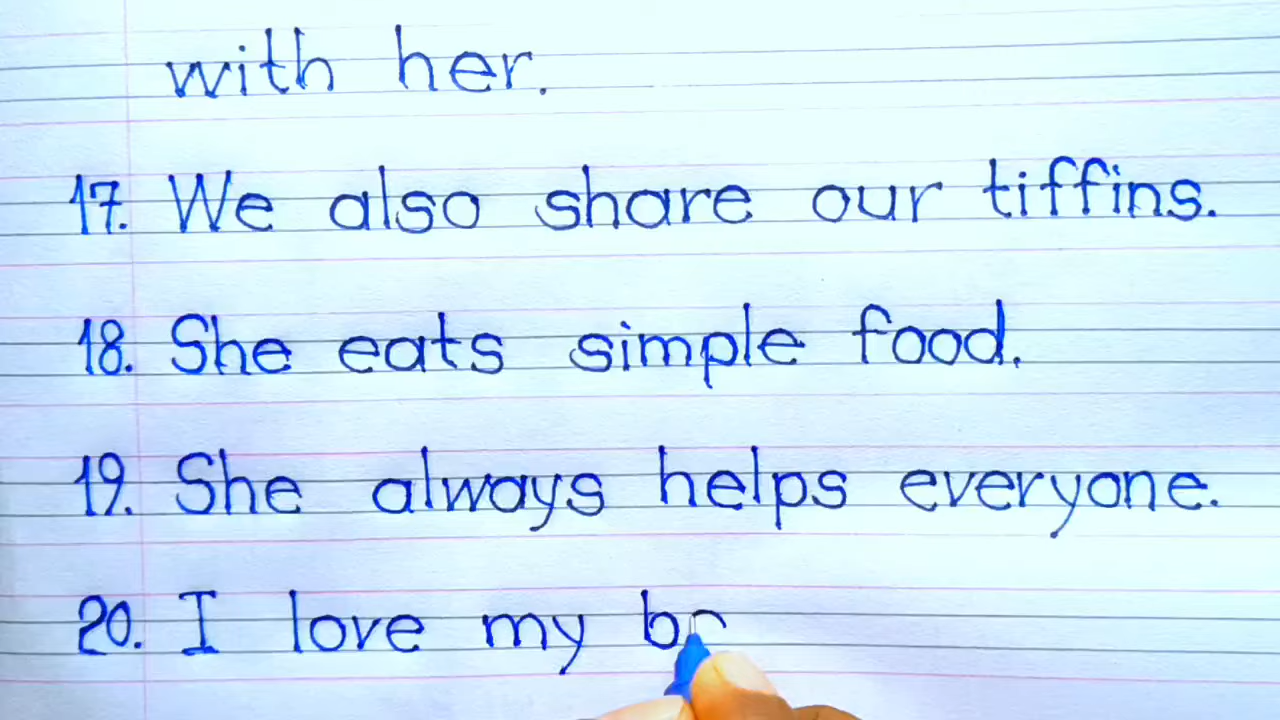 with her.
17. We also share our tiffins.
18. She eats simple food.
19. She always helps everyone.
20. I love my